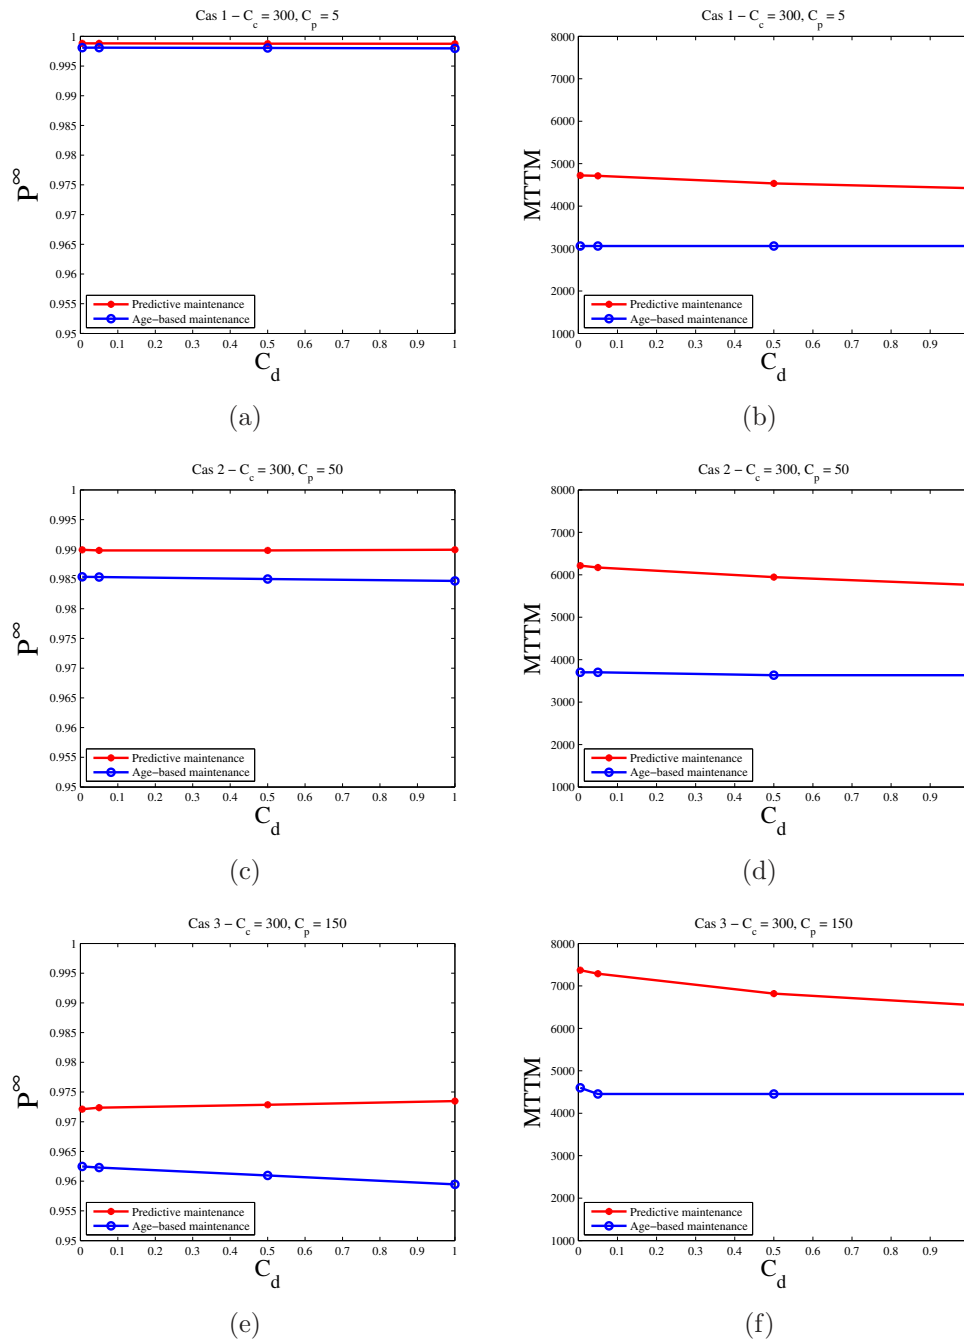 Cas 1 − C_c = 300, C_p = 5
1
0.995
0.99
0.985
0.98
0.975
0.97
0.965
0.96
0.955
0.95
P^∞
Predictive maintenance
Age−based maintenance
0 0.1 0.2 0.3 0.4 0.5 0.6 0.7 0.8 0.9 1
C_d
(a)
Cas 1 − C_c = 300, C_p = 5
8000
7000
6000
5000
4000
3000
2000
1000
MTTM
Predictive maintenance
Age−based maintenance
0 0.1 0.2 0.3 0.4 0.5 0.6 0.7 0.8 0.9
C_d
(b)
Cas 2 − C_c = 300, C_p = 50
1
0.995
0.99
0.985
0.98
0.975
0.97
0.965
0.96
0.955
0.95
P^∞
Predictive maintenance
Age−based maintenance
0 0.1 0.2 0.3 0.4 0.5 0.6 0.7 0.8 0.9 1
C_d
(c)
Cas 2 − C_c = 300, C_p = 50
8000
7000
6000
5000
4000
3000
2000
1000
MTTM
Predictive maintenance
Age−based maintenance
0 0.1 0.2 0.3 0.4 0.5 0.6 0.7 0.8 0.9
C_d
(d)
Cas 3 − C_c = 300, C_p = 150
1
0.995
0.99
0.985
0.98
0.975
0.97
0.965
0.96
0.955
0.95
P^∞
Predictive maintenance
Age−based maintenance
0 0.1 0.2 0.3 0.4 0.5 0.6 0.7 0.8 0.9 1
C_d
(e)
Cas 3 − C_c = 300, C_p = 150
8000
7000
6000
5000
4000
3000
2000
1000
MTTM
Predictive maintenance
Age−based maintenance
0 0.1 0.2 0.3 0.4 0.5 0.6 0.7 0.8 0.9
C_d
(f)